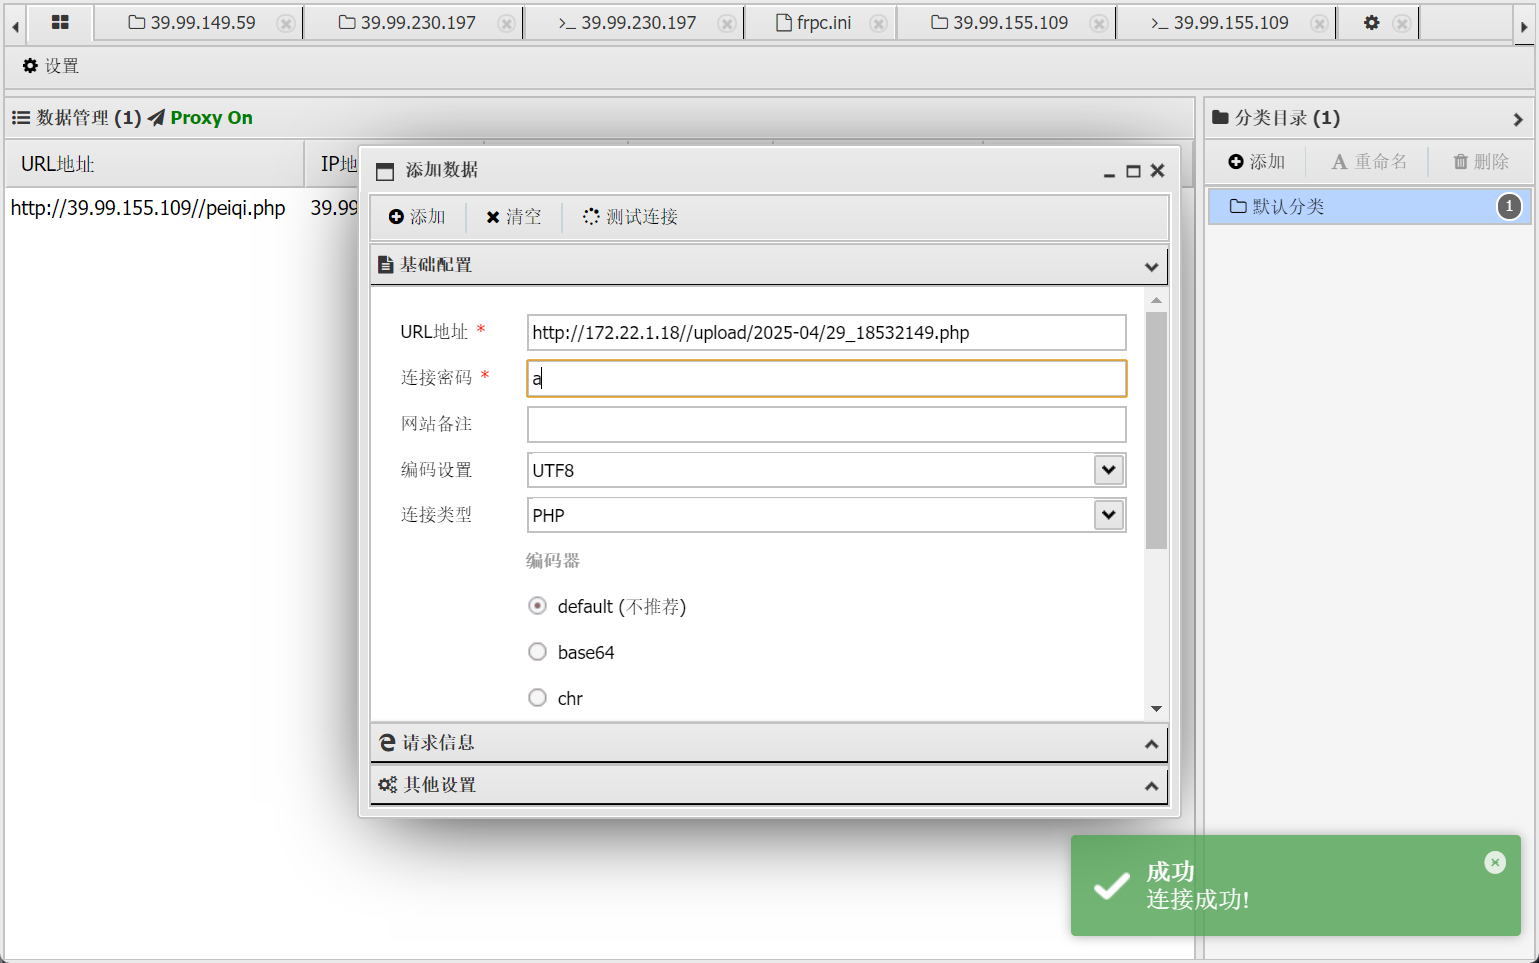 39.99.149.59
39.99.230.197
39.99.230.197
frpc.ini
39.99.155.109
39.99.155.109
设置
数据管理 (1) Proxy On
URL地址
IP地
http://39.99.155.109//peiqi.php
39.99
添加数据
添加
清空
测试连接
基础配置
URL地址 *
http://172.22.1.18//upload/2025-04/29_18532149.php
连接密码 *
a
网站备注
编码设置
UTF8
连接类型
PHP
编码器
default (不推荐)
base64
chr
请求信息
其他设置
分类目录 (1)
添加
重命名
删除
默认分类
1
成功
连接成功!